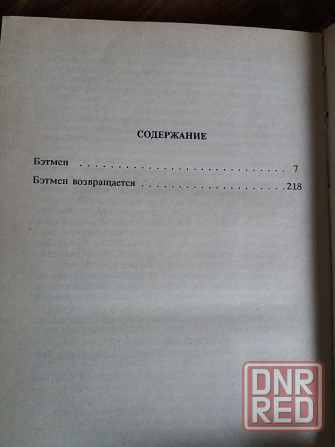 СОДЕРЖАНИЕ
Бэтмен . . . . . . . . . . . . . . . . . . . . . . . . . . . . 7
Бэтмен возвращается . . . . . . . . . . . . . . . . . . . . 218
DNR
RED